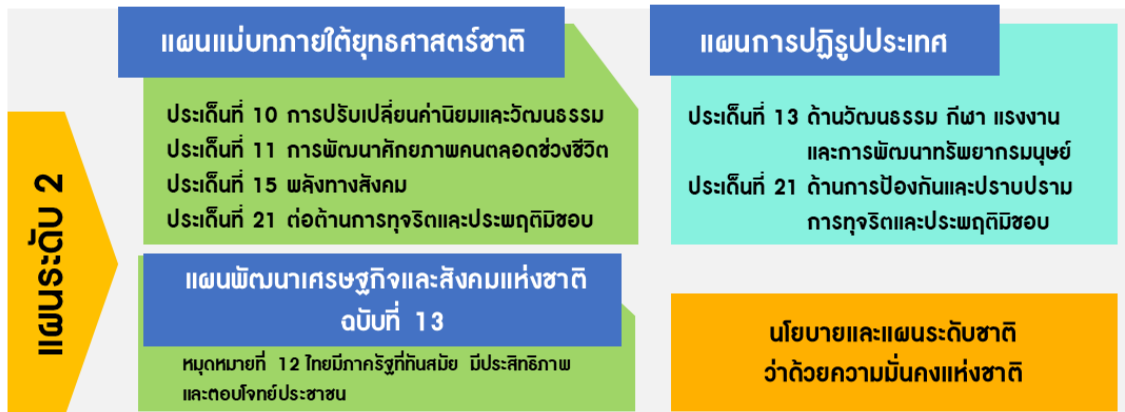 แผนระดับ 2
แผนแม่บทภายใต้ยุทธศาสตร์ชาติ
ประเด็นที่ 10 การปรับเปลี่ยนค่านิยมและวัฒนธรรม
ประเด็นที่ 11 การพัฒนาศักยภาพคนตลอดช่วงชีวิต
ประเด็นที่ 15 พลังทางสังคม
ประเด็นที่ 21 ต่อต้านการทุจริตและประพฤติมิชอบ
แผนการปฏิรูปประเทศ
ประเด็นที่ 13 ด้านวัฒนธรรม กีฬา แรงงาน
และการพัฒนาทรัพยากรมนุษย์
ประเด็นที่ 21 ด้านการป้องกันและปราบปราม
การทุจริตและประพฤติมิชอบ
แผนพัฒนาเศรษฐกิจและสังคมแห่งชาติ
ฉบับที่ 13
หมุดหมายที่ 12 ไทยมีภาครัฐที่ทันสมัย มีประสิทธิภาพ
และตอบโจทย์ประชาชน
นโยบายและแผนระดับชาติ
ว่าด้วยความมั่นคงแห่งชาติ